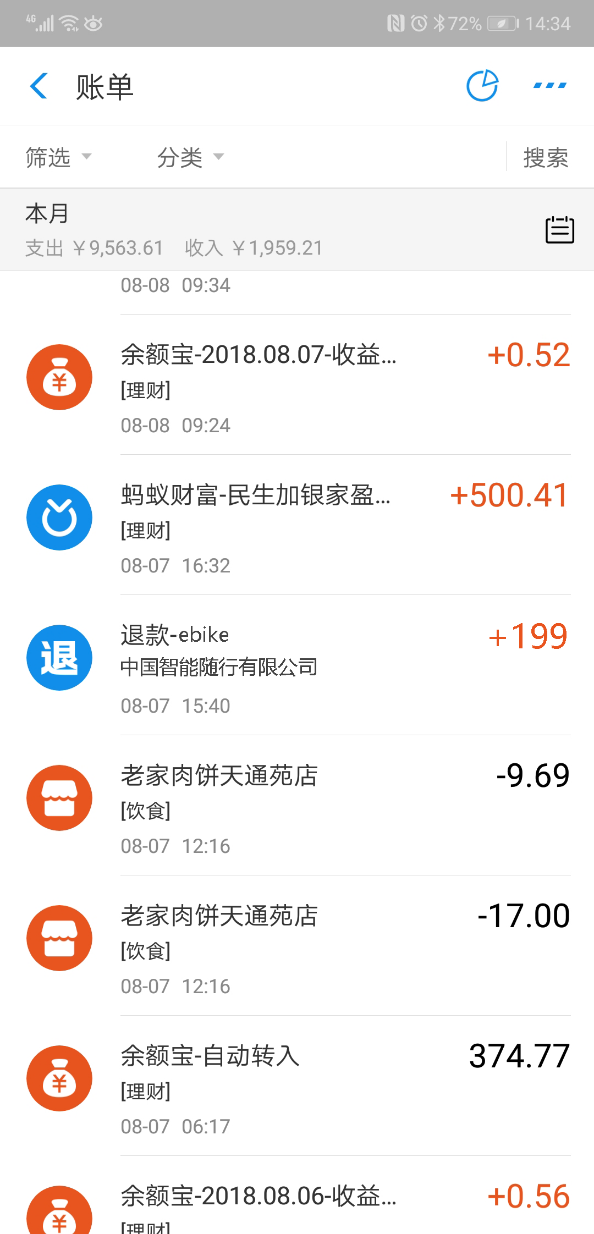 4G 72% 14:34
账单
筛选 分类 搜索
本月
支出 ￥9,563.61 收入 ￥1,959.21
08-08 09:34
余额宝-2018.08.07-收益... +0.52
[理财]
08-08 09:24
蚂蚁财富-民生加银家盈... +500.41
[理财]
08-07 16:32
退 退款-ebike +199
中国智能随行有限公司
08-07 15:40
老家肉饼天通苑店 -9.69
[饮食]
08-07 12:16
老家肉饼天通苑店 -17.00
[饮食]
08-07 12:16
余额宝-自动转入 374.77
[理财]
08-07 06:17
余额宝-2018.08.06-收益... +0.56
[理财]